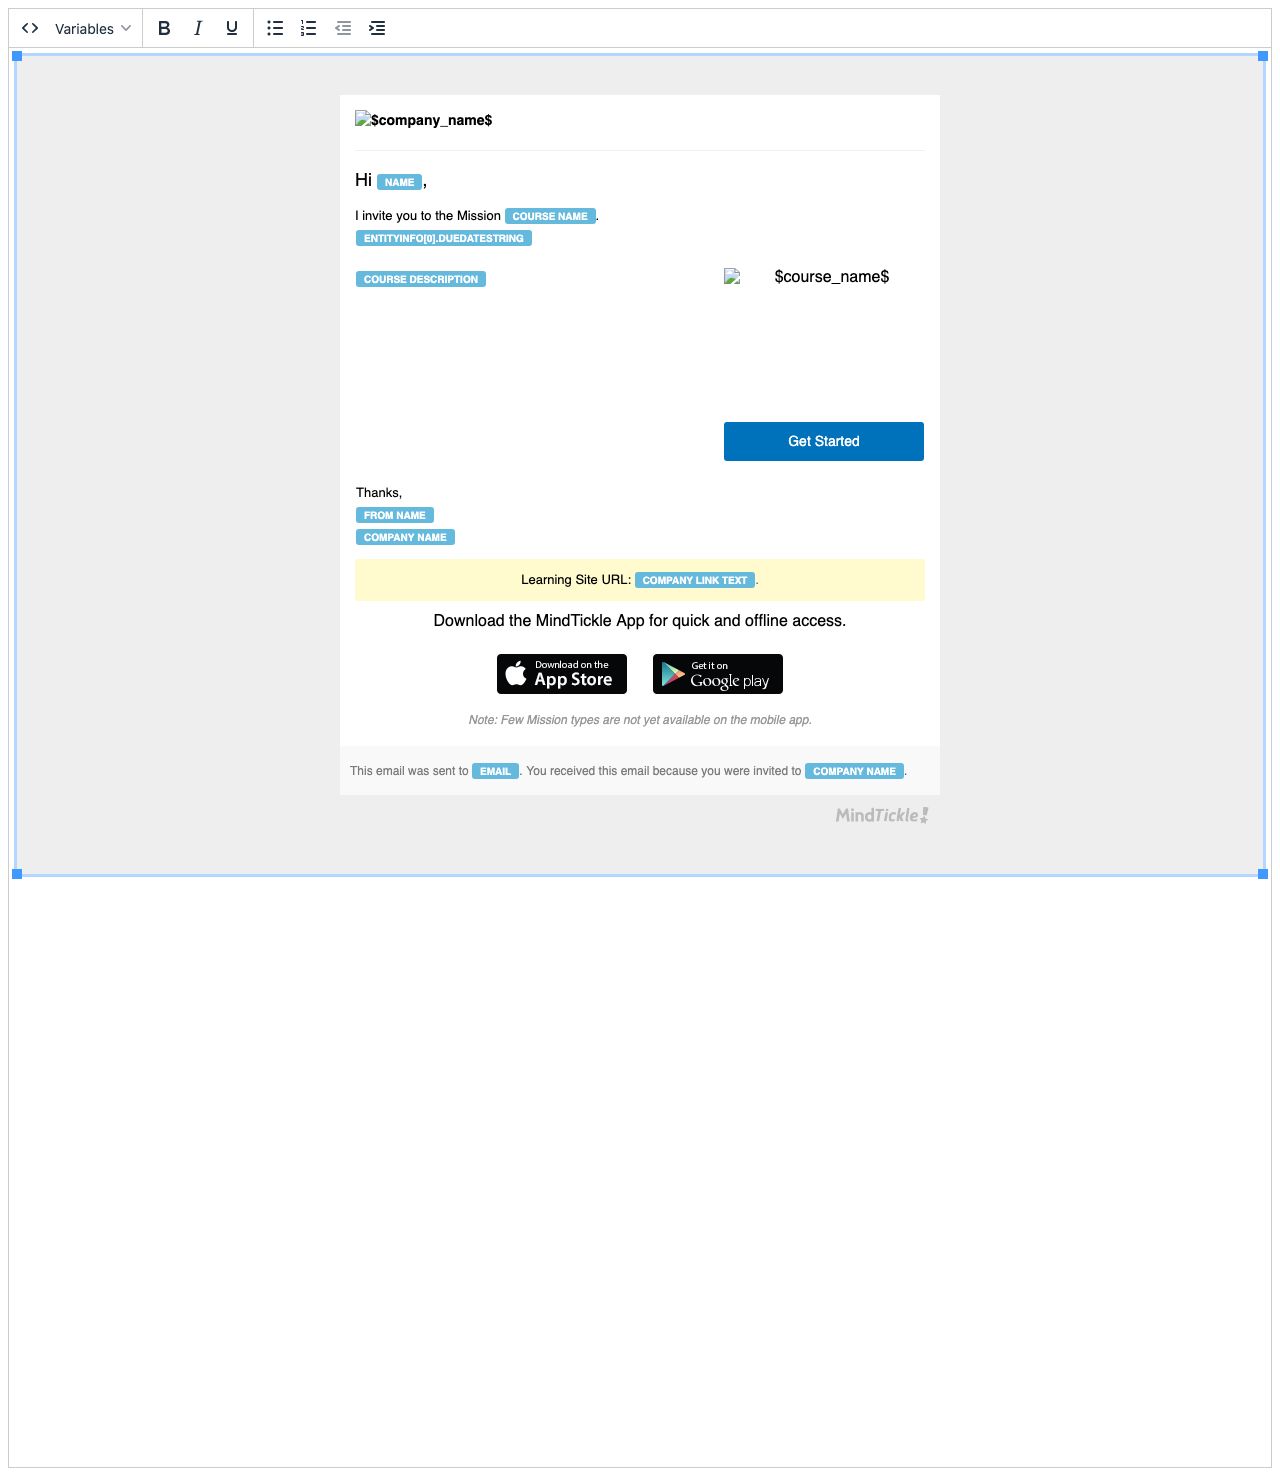 Variables
B I U
$company_name$
Hi NAME,
I invite you to the Mission COURSE NAME.
ENTITYINFO[0].DUEDATESTRING
COURSE DESCRIPTION
$course_name$
Get Started
Thanks,
FROM NAME
COMPANY NAME
Learning Site URL: COMPANY LINK TEXT.
Download the MindTickle App for quick and offline access.
Download on the
App Store
Get it on
Google play
Note: Few Mission types are not yet available on the mobile app.
This email was sent to EMAIL. You received this email because you were invited to COMPANY NAME.
MindTickle!